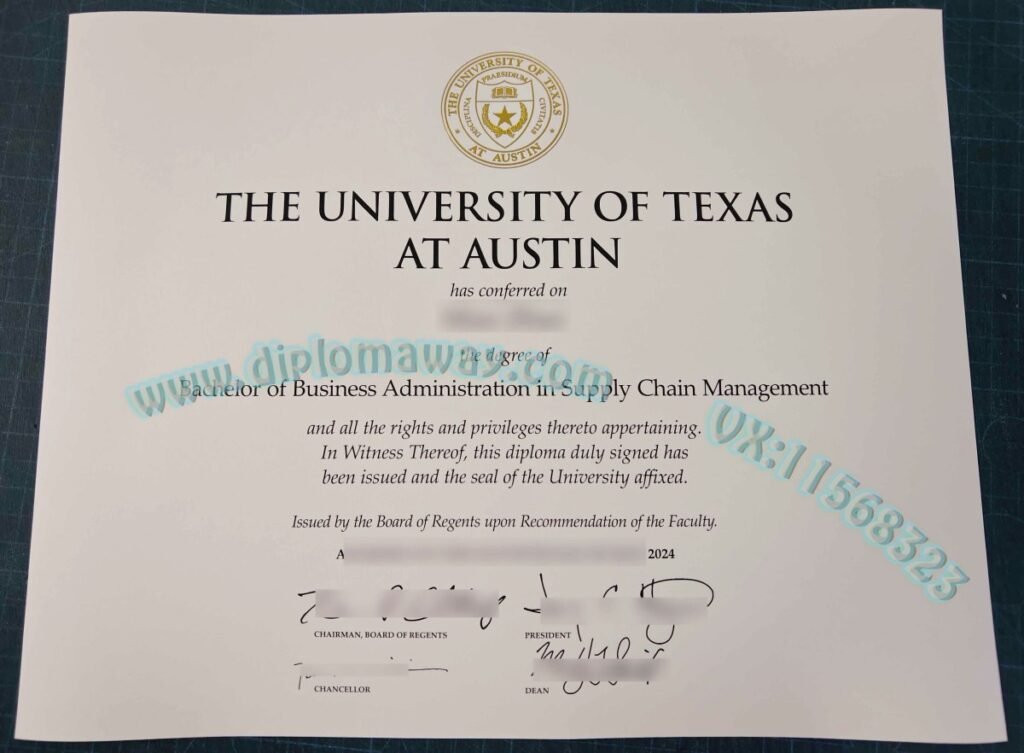 THE UNIVERSITY OF TEXAS
AT AUSTIN
PRAESIDIUM
DISCIPLINA
CIVITATIS
THE UNIVERSITY OF TEXAS
AT AUSTIN
has conferred on
the degree of
www.diplomaway.com
Bachelor of Business Administration in Supply Chain Management
VX:11568323
and all the rights and privileges thereto appertaining.
In Witness Thereof, this diploma duly signed has
been issued and the seal of the University affixed.
Issued by the Board of Regents upon Recommendation of the Faculty.
A 2024
CHAIRMAN, BOARD OF REGENTS
PRESIDENT
CHANCELLOR
DEAN